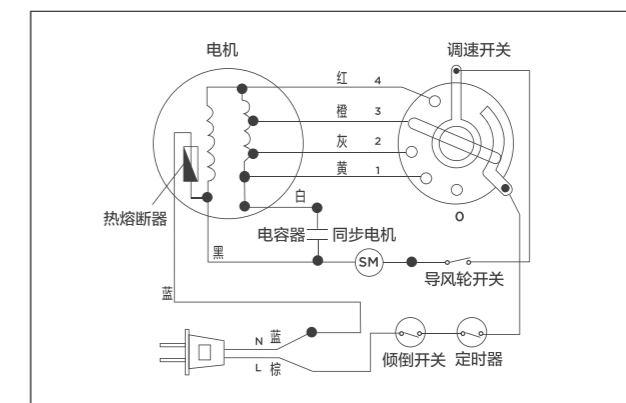 电机
调速开关
红 4
橙 3
灰 2
黄 1
白
0
热熔断器
电容器
同步电机
黑
SM
导风轮开关
蓝
N 蓝
L 棕
倾倒开关
定时器